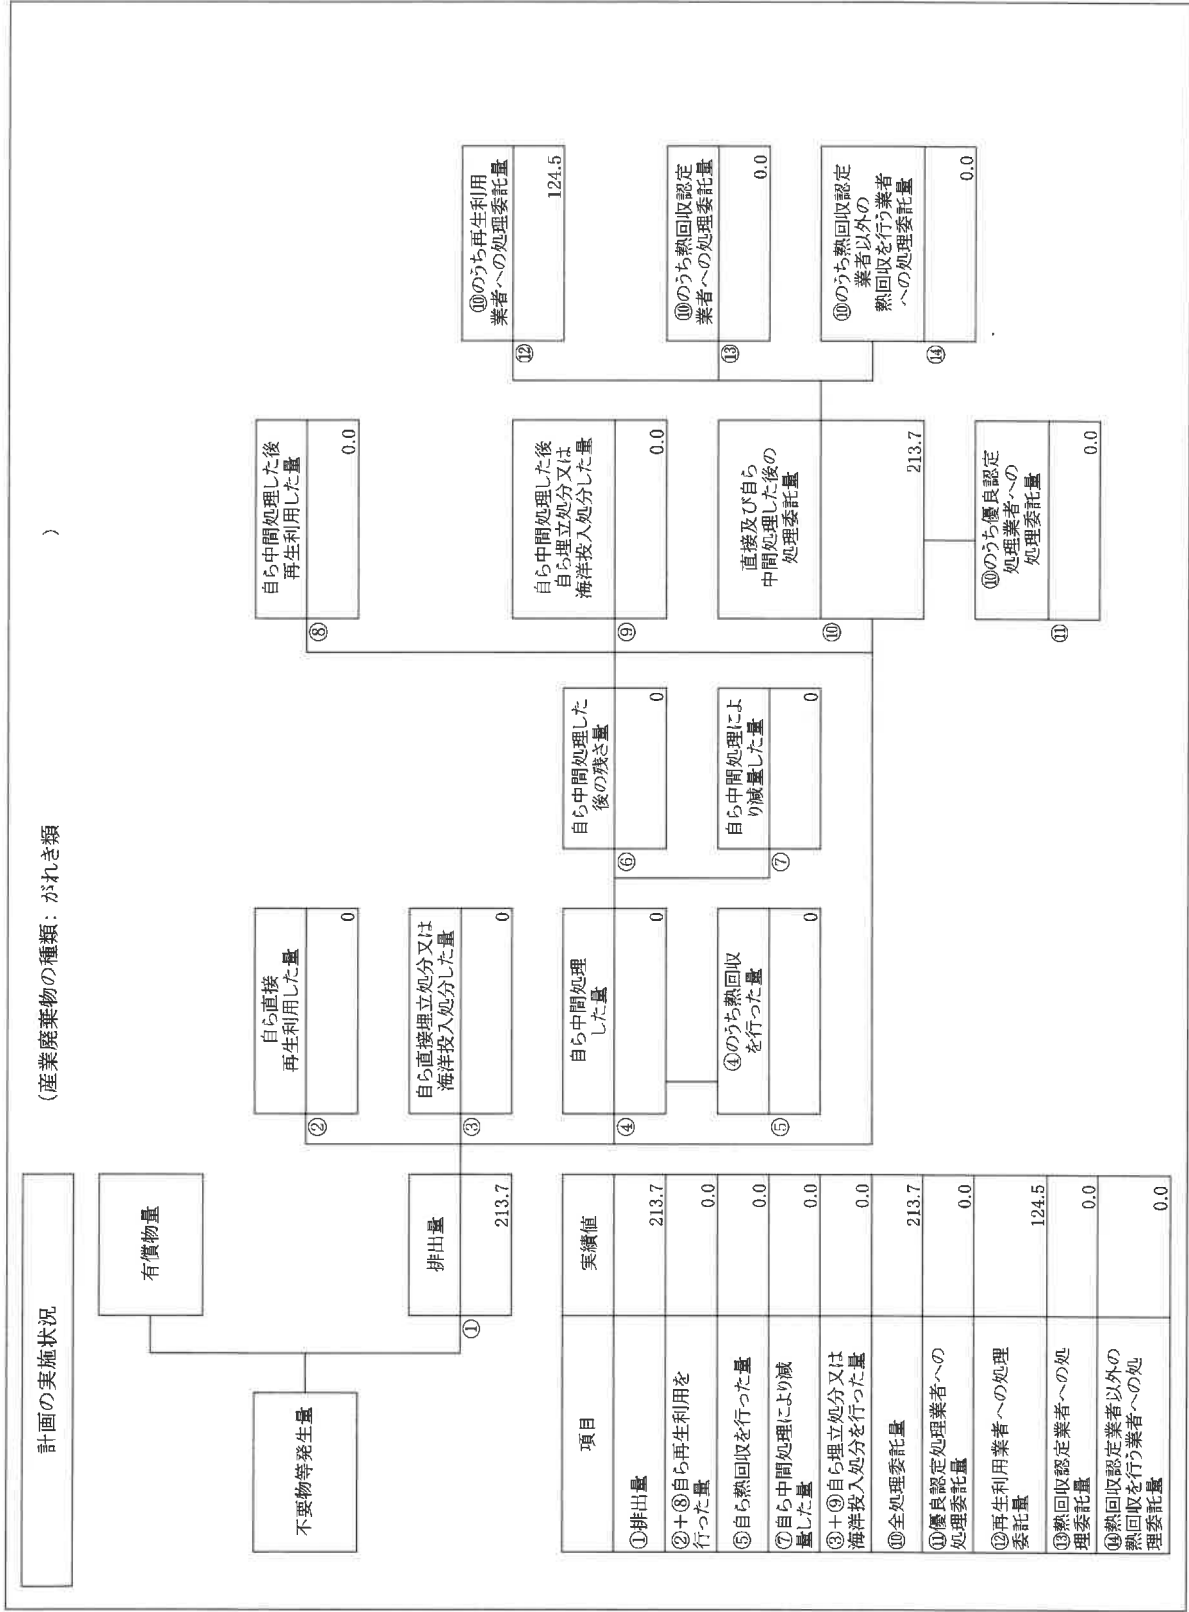 計画の実施状況
(産業廃棄物の種類: がれき類 )
不要物等発生量
有償物量
①
排出量
213.7
②
自ら直接
再生利用した量
0
③
自ら直接埋立処分又は
海洋投入処分した量
0
④
自ら中間処理
した量
0
⑤
④のうち熱回収
を行った量
0
⑥
自ら中間処理した
後の残さ量
0
⑦
自ら中間処理によ
り減量した量
0
⑧
自ら中間処理した後
再生利用した量
0.0
⑨
自ら中間処理した後
自ら埋立処分又は
海洋投入処分した量
0.0
⑩
直接及び自ら
中間処理した後の
処理委託量
213.7
⑪
⑩のうち優良認定
処理業者への
処理委託量
0.0
⑫
⑩のうち再生利用
業者への処理委託量
124.5
⑬
⑩のうち熱回収認定
業者への処理委託量
0.0
⑭
⑩のうち熱回収認定
業者以外の
熱回収を行う業者
への処理委託量
0.0
項目 実績値
①排出量 213.7
②+⑧自ら再生利用を
行った量 0.0
⑤自ら熱回収を行った量 0.0
⑦自ら中間処理により減
量した量 0.0
③+⑨自ら埋立処分又は
海洋投入処分を行った量 0.0
⑩全処理委託量 213.7
⑪優良認定処理業者への
処理委託量 0.0
⑫再生利用業者への処理
委託量 124.5
⑬熱回収認定業者への処
理委託量 0.0
⑭熱回収認定業者以外の
熱回収を行う業者への処
理委託量 0.0